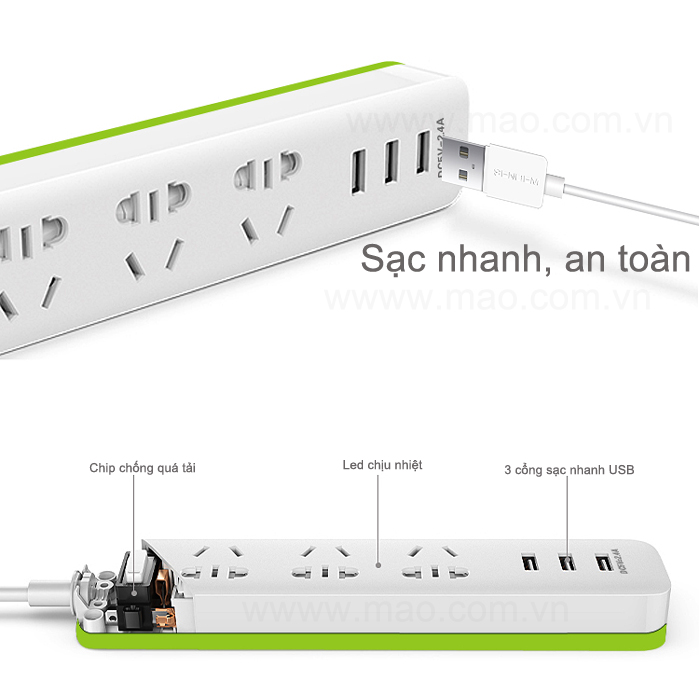 www.mao.com.vn
DC5V-2.4A
Sạc nhanh, an toàn
www.mao.com.vn
Chip chống quá tải
Led chịu nhiệt
3 cổng sạc nhanh USB
www.mao.com.vn